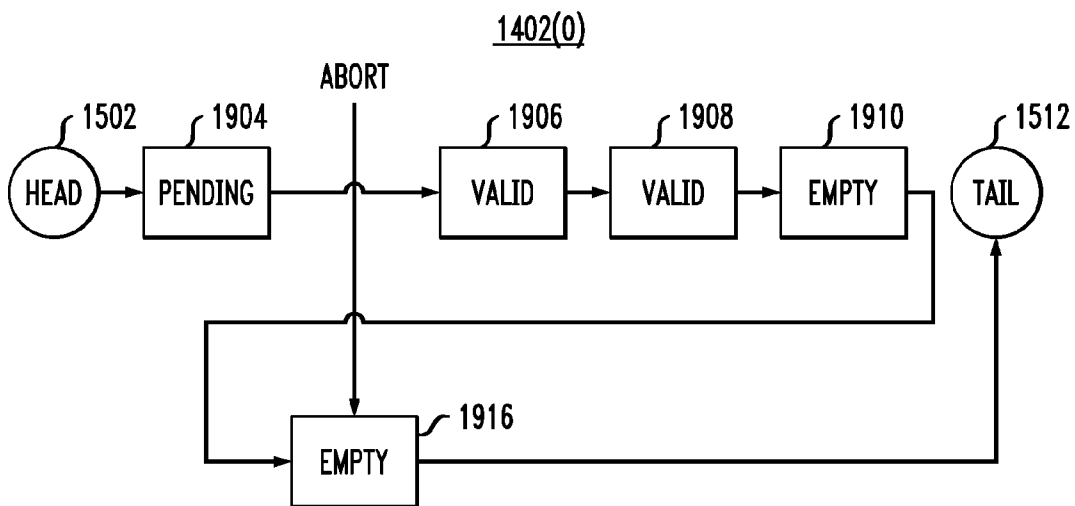 1402(0)
ABORT
1502 1904 1906 1908 1910 1512
HEAD PENDING VALID VALID EMPTY TAIL
1916
EMPTY